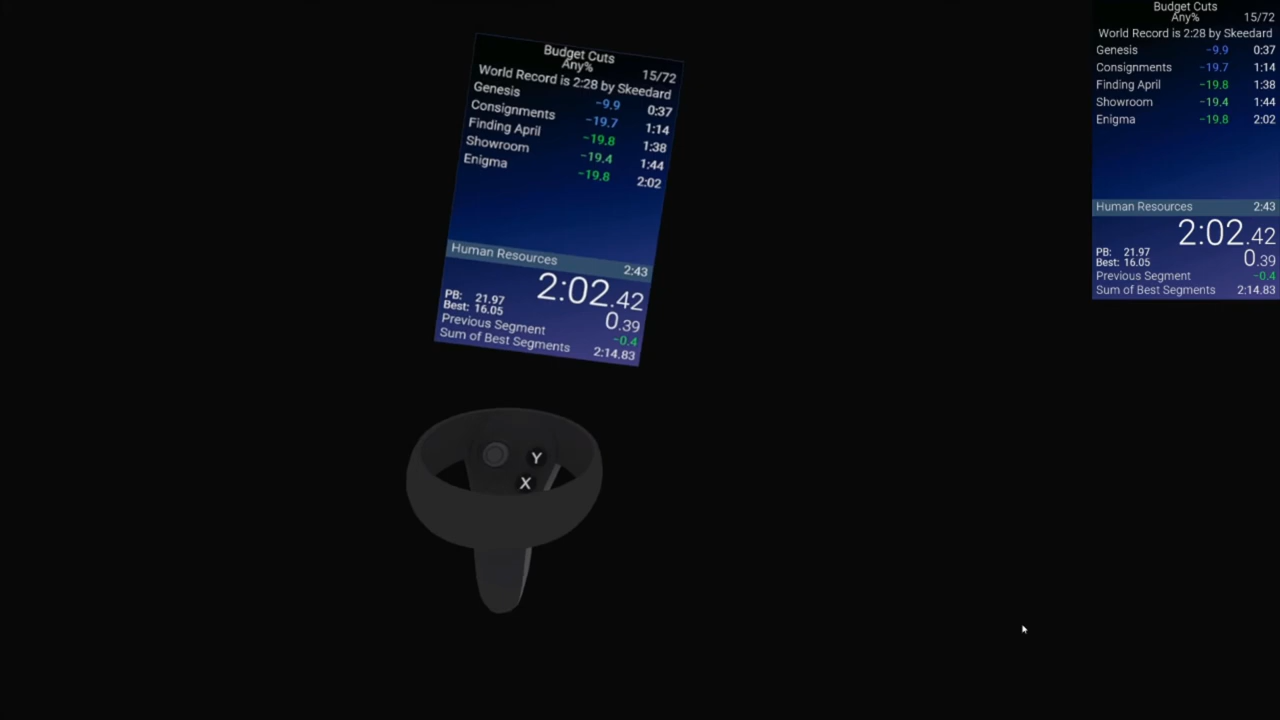 Budget Cuts
Any%
15/72
World Record is 2:28 by Skeedard
Genesis -9.9 0:37
Consignments -19.7 1:14
Finding April -19.8 1:38
Showroom -19.4 1:44
Enigma -19.8 2:02
Human Resources 2:43
2:02.42
PB: 21.97
Best: 16.05
0.39
Previous Segment -0.4
Sum of Best Segments 2:14.83
Y
X
Budget Cuts
Any%
15/72
World Record is 2:28 by Skeedard
Genesis -9.9 0:37
Consignments -19.7 1:14
Finding April -19.8 1:38
Showroom -19.4 1:44
Enigma -19.8 2:02
Human Resources 2:43
2:02.42
PB: 21.97
Best: 16.05
0.39
Previous Segment -0.4
Sum of Best Segments 2:14.83